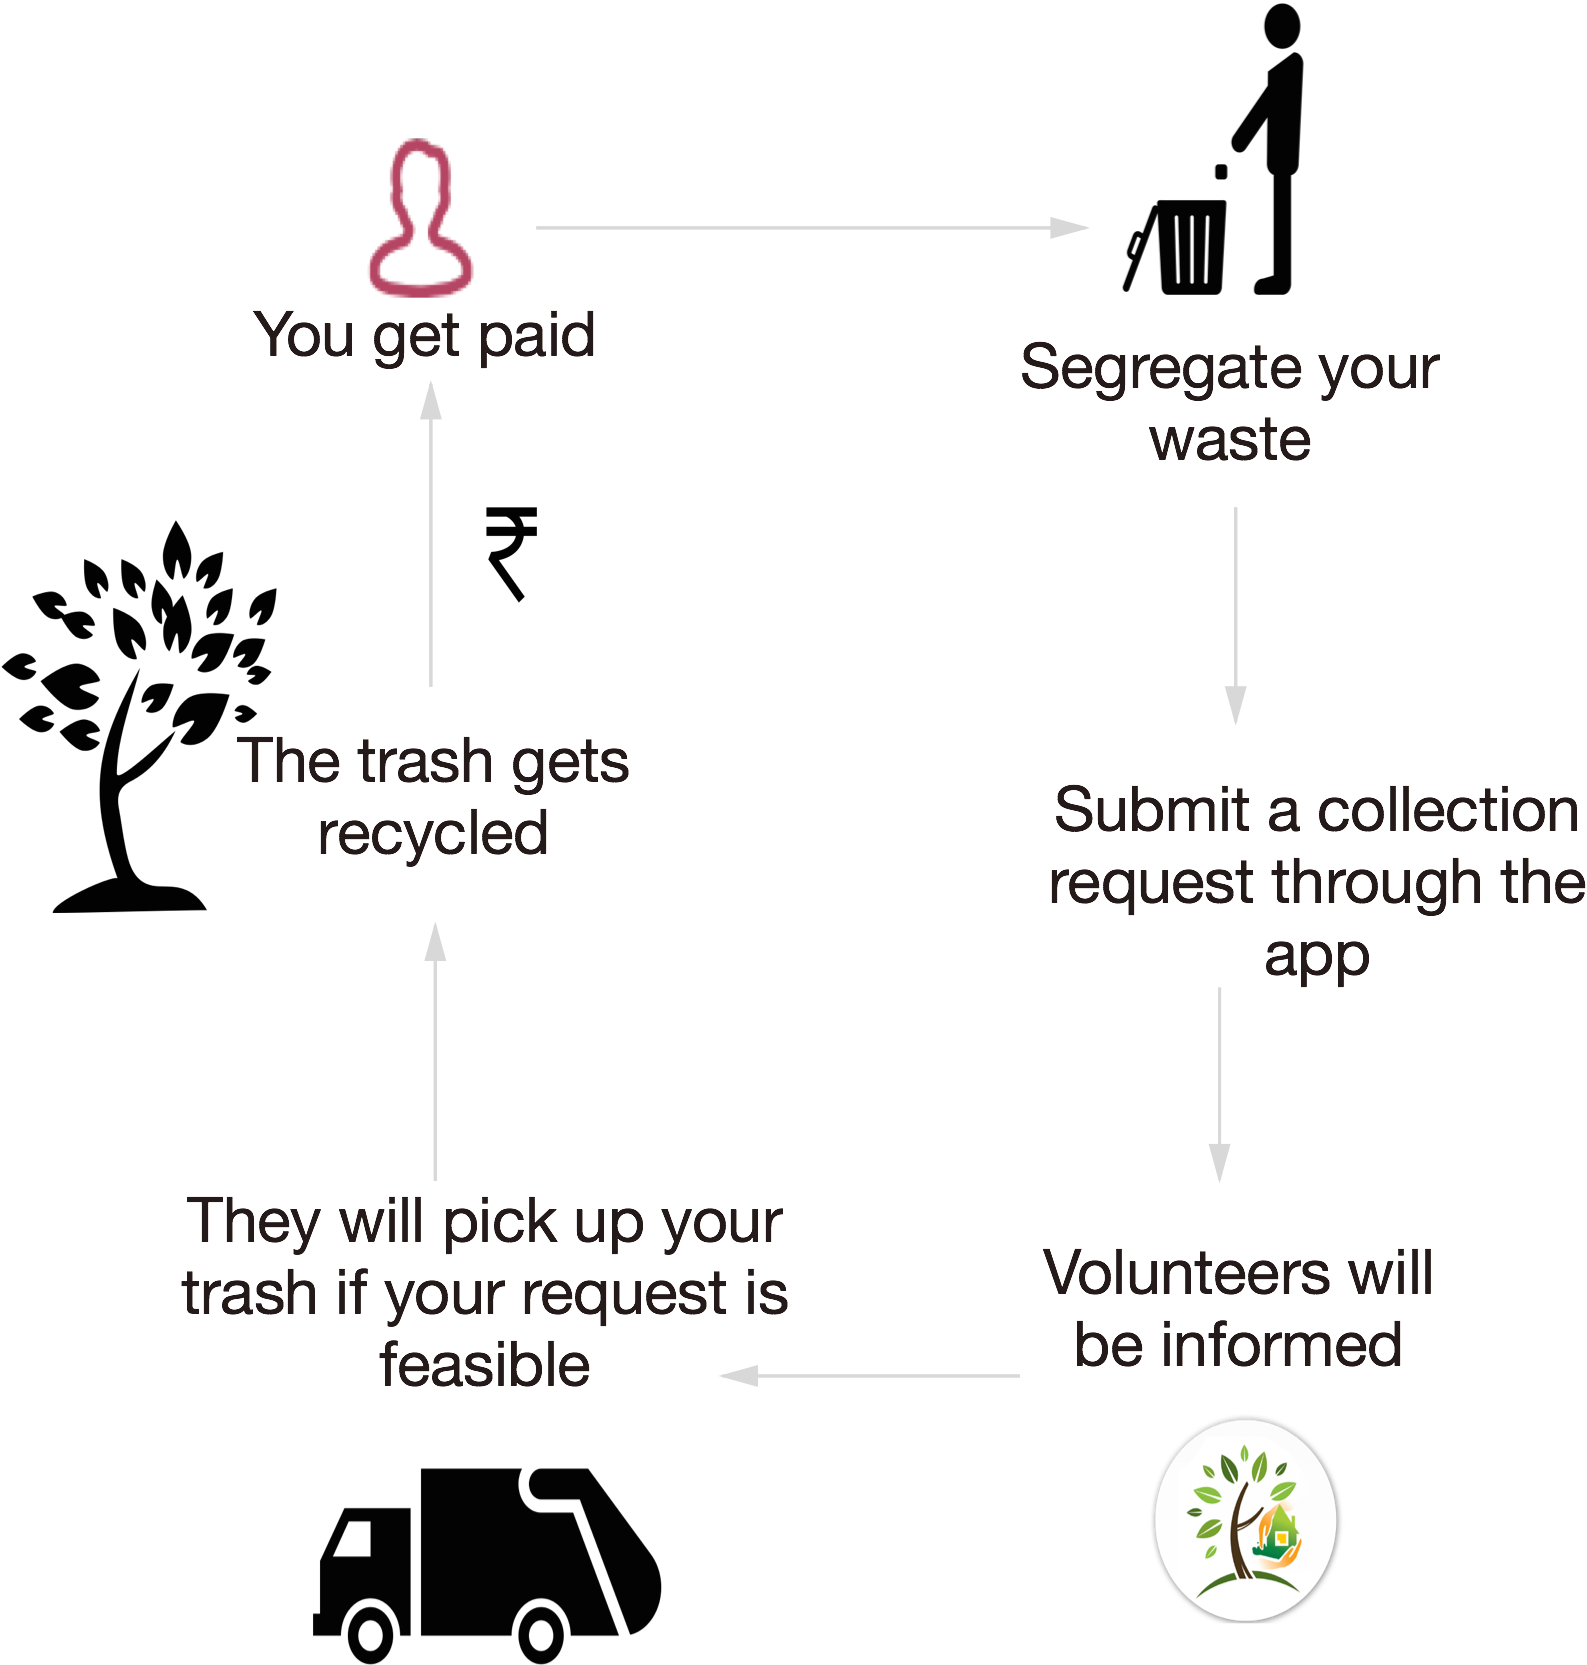 You get paid
Segregate your
waste
₹
The trash gets
recycled
Submit a collection
request through the
app
They will pick up your
trash if your request is
feasible
Volunteers will
be informed